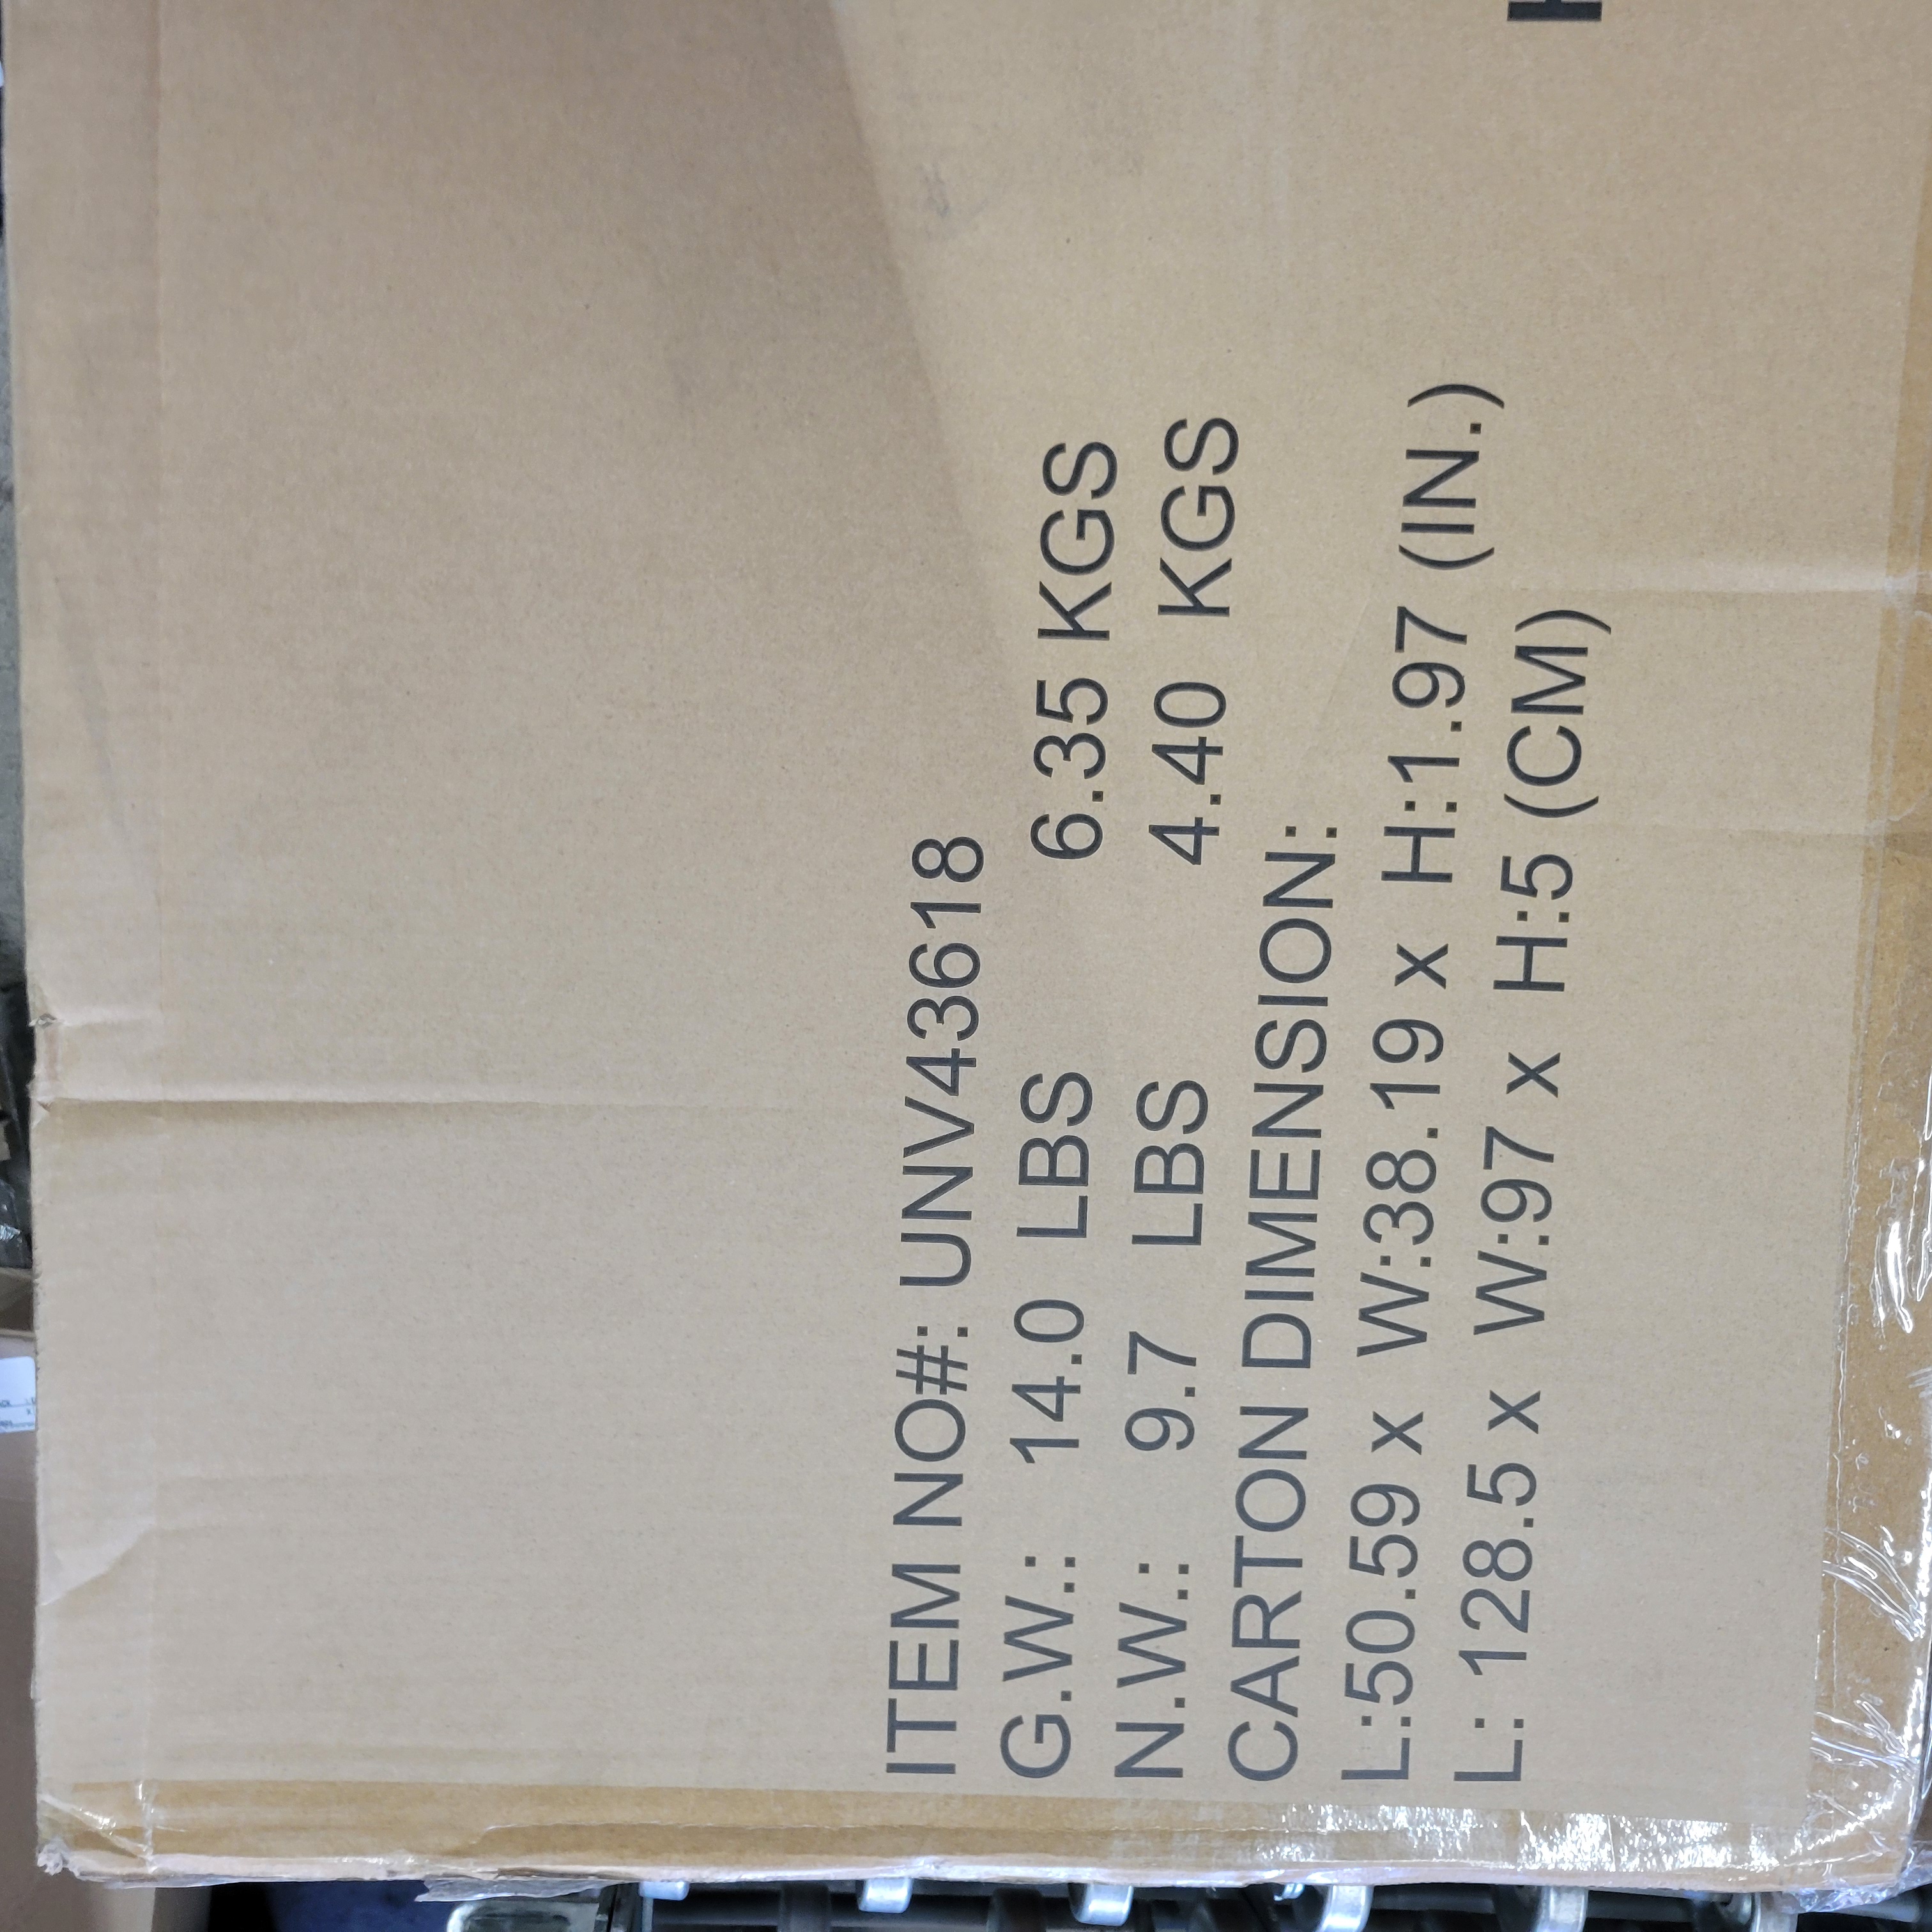 ITEM NO#: UNV43618
G.W.: 14.0 LBS 6.35 KGS
N.W.: 9.7 LBS 4.40 KGS
CARTON DIMENSION:
L:50.59 x W:38.19 x H:1.97 (IN.)
L: 128.5 x W:97 x H:5 (CM)